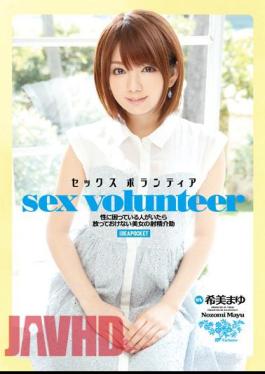 セックス ボランティア
sex volunteer
性に困っている人がいたら
放っておけない美女の射精介助
IDEAPOCKET
希美まゆ
Nozomi Mayu
JAVHD